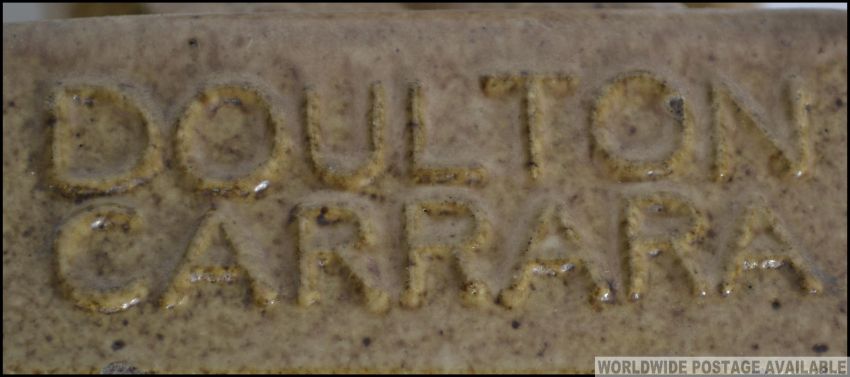 DOULTON
CARRARA
WORLDWIDE POSTAGE AVAILABLE